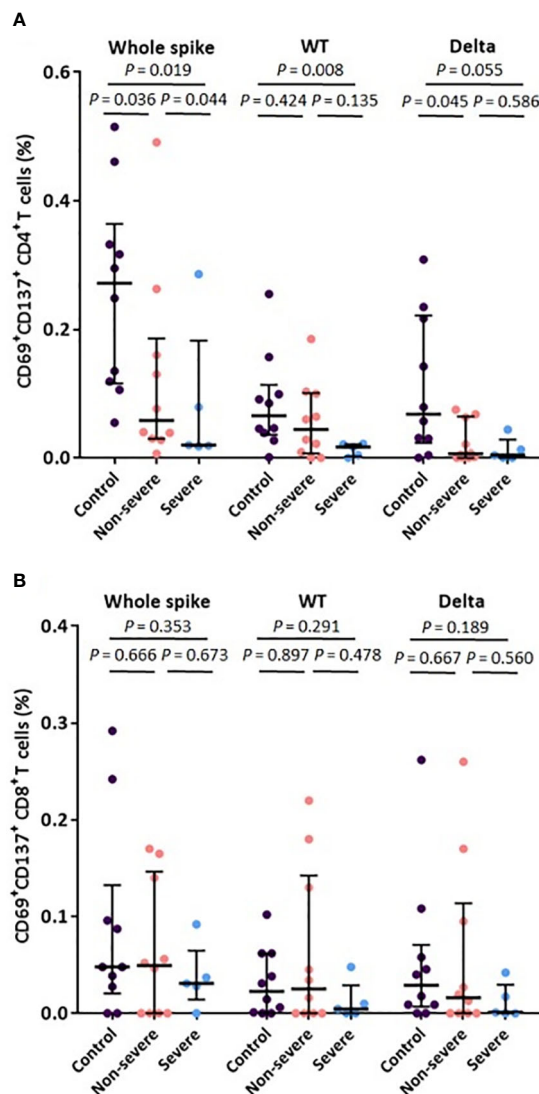 A
Whole spike WT Delta
P = 0.019 P = 0.008 P = 0.055
P = 0.036 P = 0.044 P = 0.424 P = 0.135 P = 0.045 P = 0.586
CD69⁺CD137⁺ CD4⁺T cells (%)
0.6
0.4
0.2
0.0
Control Non-severe Severe Control Non-severe Severe Control Non-severe Severe
B
Whole spike WT Delta
P = 0.353 P = 0.291 P = 0.189
P = 0.666 P = 0.673 P = 0.897 P = 0.478 P = 0.667 P = 0.560
CD69⁺CD137⁺ CD8⁺T cells (%)
0.4
0.3
0.2
0.1
0.0
Control Non-severe Severe Control Non-severe Severe Control Non-severe Severe